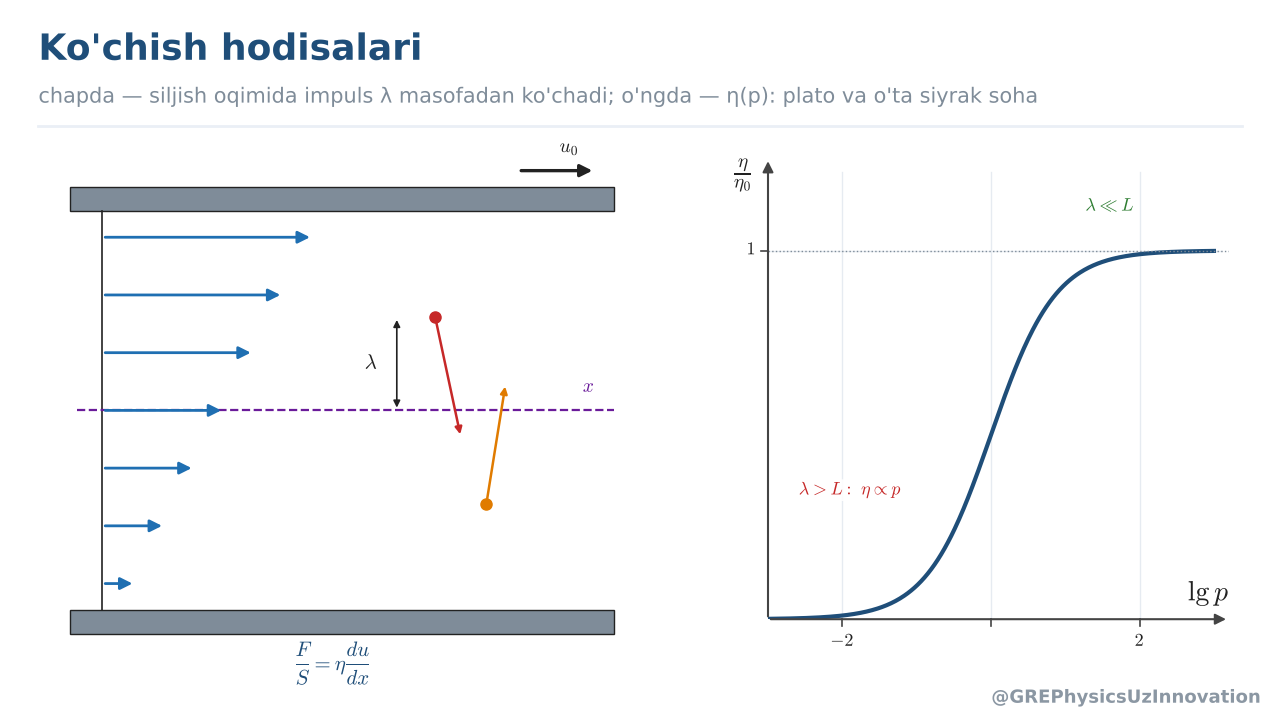 Ko'chish hodisalari
chapda — siljish oqimida impuls λ masofadan ko'chadi; o'ngda — η(p): plato va o'ta siyrak soha
u₀
λ
x
F/S = η du/dx
η/η₀
1
λ ≪ L
λ > L : η ∝ p
lg p
−2
2
@GREPhysicsUzInnovation